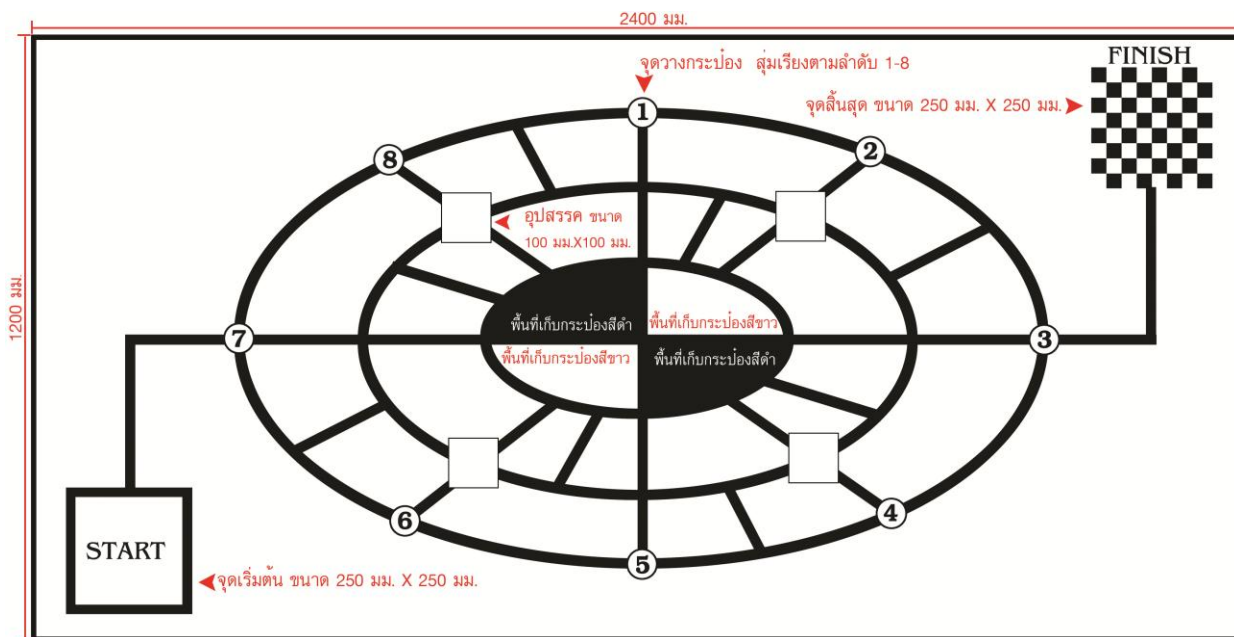 2400 มม.
จุดวางกระป๋อง สุ่มเรียงตามลำดับ 1-8
FINISH
จุดสิ้นสุด ขนาด 250 มม. X 250 มม.
1
2
8
อุปสรรค ขนาด
100 มม.X100 มม.
1200 มม.
พื้นที่เก็บกระป๋องสีดำ
พื้นที่เก็บกระป๋องสีขาว
7
3
พื้นที่เก็บกระป๋องสีขาว
พื้นที่เก็บกระป๋องสีดำ
6
4
5
START
จุดเริ่มต้น ขนาด 250 มม. X 250 มม.